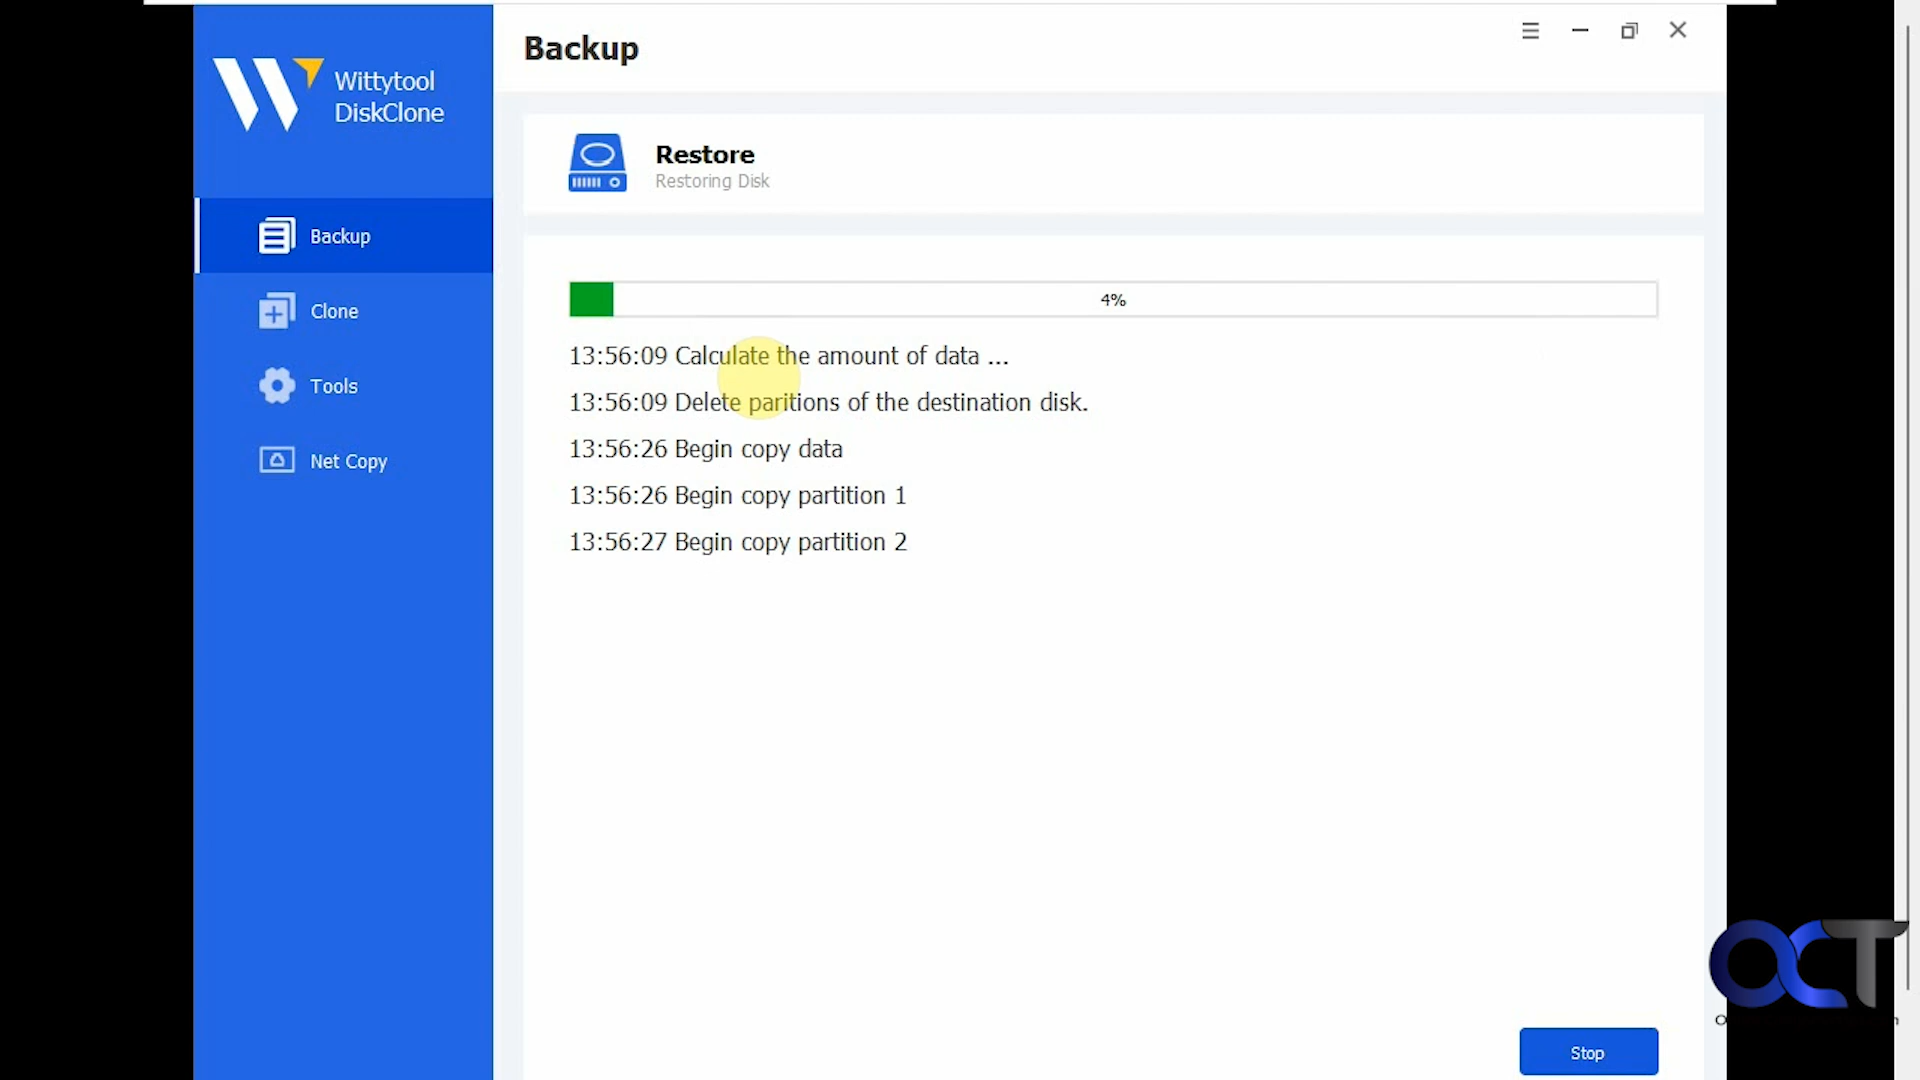 Backup
Wittytool
DiskClone
Restore
Restoring Disk
Backup
Clone
Tools
Net Copy
4%
13:56:09 Calculate the amount of data ...
13:56:09 Delete paritions of the destination disk.
13:56:26 Begin copy data
13:56:26 Begin copy partition 1
13:56:27 Begin copy partition 2
OCT
Stop